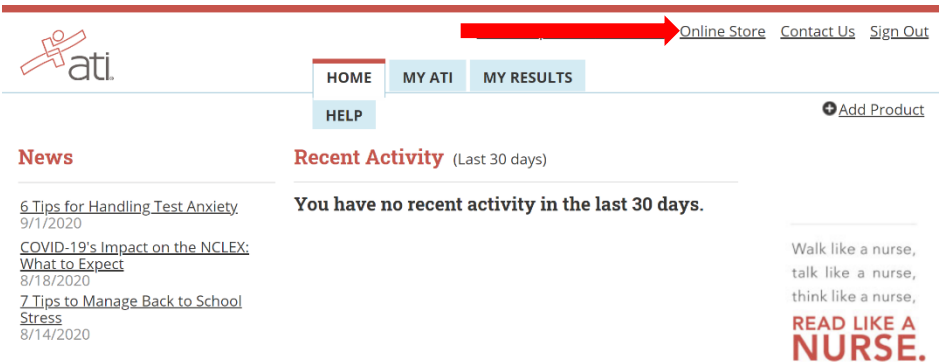 Online Store Contact Us Sign Out
ati
HOME MY ATI MY RESULTS
HELP
Add Product
News
6 Tips for Handling Test Anxiety
9/1/2020
COVID-19's Impact on the NCLEX:
What to Expect
8/18/2020
7 Tips to Manage Back to School
Stress
8/14/2020
Recent Activity (Last 30 days)
You have no recent activity in the last 30 days.
Walk like a nurse,
talk like a nurse,
think like a nurse,
READ LIKE A
NURSE.